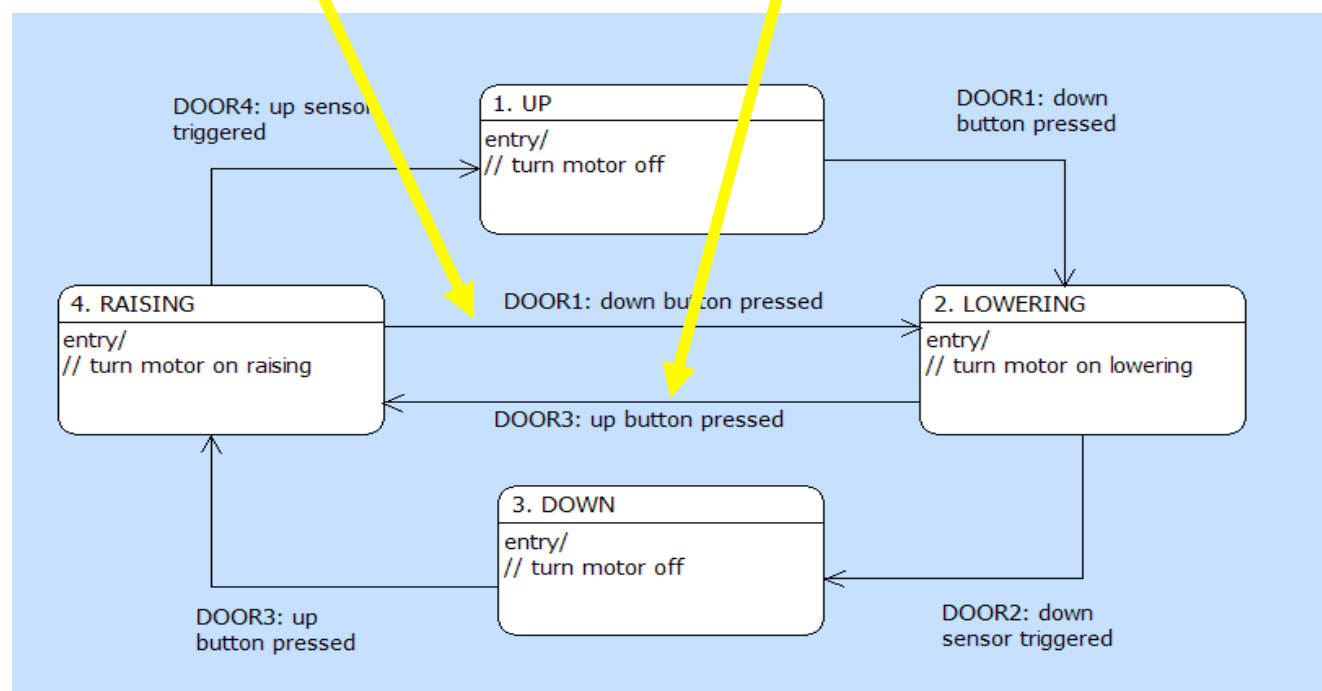 DOOR4: up sensor
triggered
1. UP
entry/
// turn motor off
DOOR1: down
button pressed
4. RAISING
entry/
// turn motor on raising
DOOR1: down button pressed
DOOR3: up button pressed
2. LOWERING
entry/
// turn motor on lowering
3. DOWN
entry/
// turn motor off
DOOR3: up
button pressed
DOOR2: down
sensor triggered